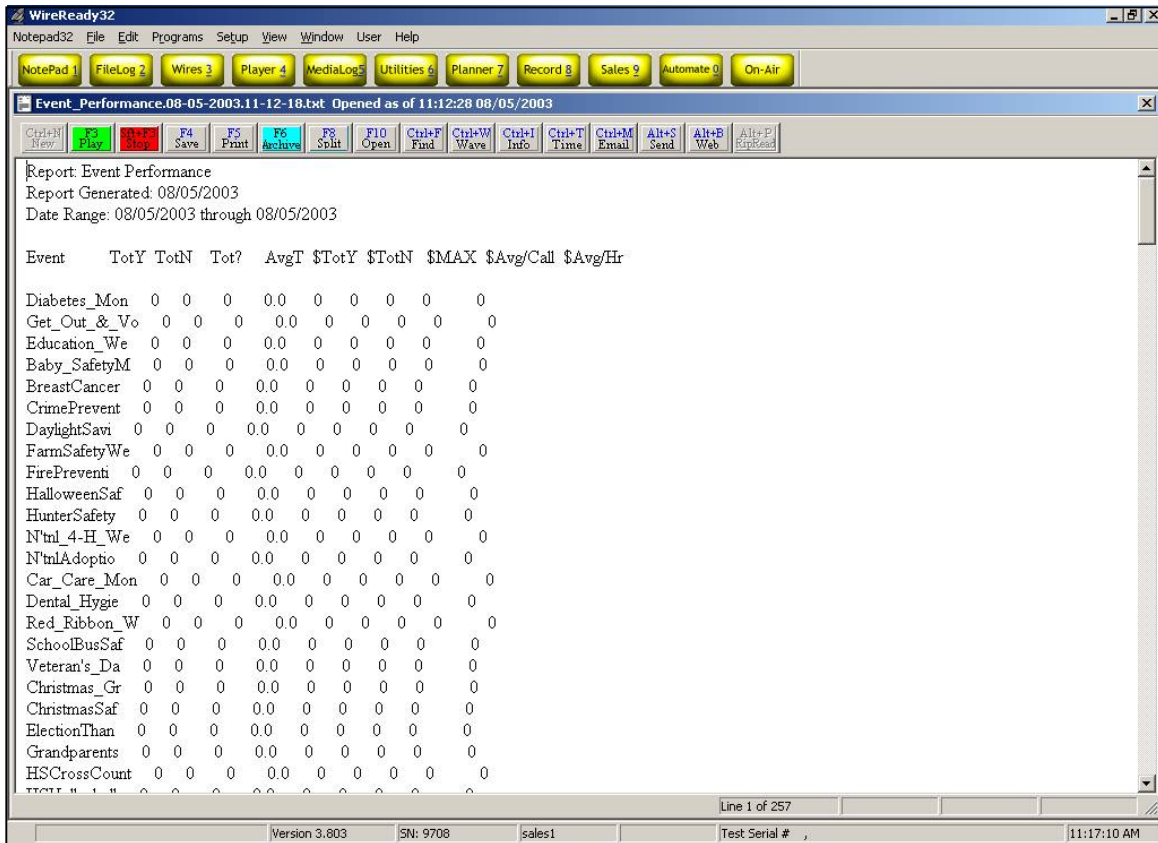 WireReady32
Notepad32 File Edit Programs Setup View Window User Help
NotePad 1 FileLog 2 Wires 3 Player 4 MediaLog5 Utilities 6 Planner 7 Record 8 Sales 9 Automate 0 On-Air
Event_Performance.08-05-2003.11-12-18.txt Opened as of 11:12:28 08/05/2003
Ctrl+N F3 Sft+F3 F4 F5 F6 F8 F10 Ctrl+F Ctrl+W Ctrl+I Ctrl+T Ctrl+M Alt+S Alt+B Alt+P
New Play Stop Save Print Archive Split Open Find Wave Info Time Email Send Web RipRead
Report: Event Performance
Report Generated: 08/05/2003
Date Range: 08/05/2003 through 08/05/2003
Event TotY TotN Tot? AvgT $TotY $TotN $MAX $Avg/Call $Avg/Hr
Diabetes_Mon 0 0 0 0.0 0 0 0 0 0
Get_Out_&_Vo 0 0 0 0.0 0 0 0 0 0
Education_We 0 0 0 0.0 0 0 0 0 0
Baby_SafetyM 0 0 0 0.0 0 0 0 0 0
BreastCancer 0 0 0 0.0 0 0 0 0 0
CrimePrevent 0 0 0 0.0 0 0 0 0 0
DaylightSavi 0 0 0 0.0 0 0 0 0 0
FarmSafetyWe 0 0 0 0.0 0 0 0 0 0
FirePreventi 0 0 0 0.0 0 0 0 0 0
HalloweenSaf 0 0 0 0.0 0 0 0 0 0
HunterSafety 0 0 0 0.0 0 0 0 0 0
N'tnl_4-H_We 0 0 0 0.0 0 0 0 0 0
N'tnlAdoptio 0 0 0 0.0 0 0 0 0 0
Car_Care_Mon 0 0 0 0.0 0 0 0 0 0
Dental_Hygie 0 0 0 0.0 0 0 0 0 0
Red_Ribbon_W 0 0 0 0.0 0 0 0 0 0
SchoolBusSaf 0 0 0 0.0 0 0 0 0 0
Veteran's_Da 0 0 0 0.0 0 0 0 0 0
Christmas_Gr 0 0 0 0.0 0 0 0 0 0
ChristmasSaf 0 0 0 0.0 0 0 0 0 0
ElectionThan 0 0 0 0.0 0 0 0 0 0
Grandparents 0 0 0 0.0 0 0 0 0 0
HSCrossCount 0 0 0 0.0 0 0 0 0 0
Line 1 of 257
Version 3.803 SN: 9708 sales1 Test Serial # , 11:17:10 AM